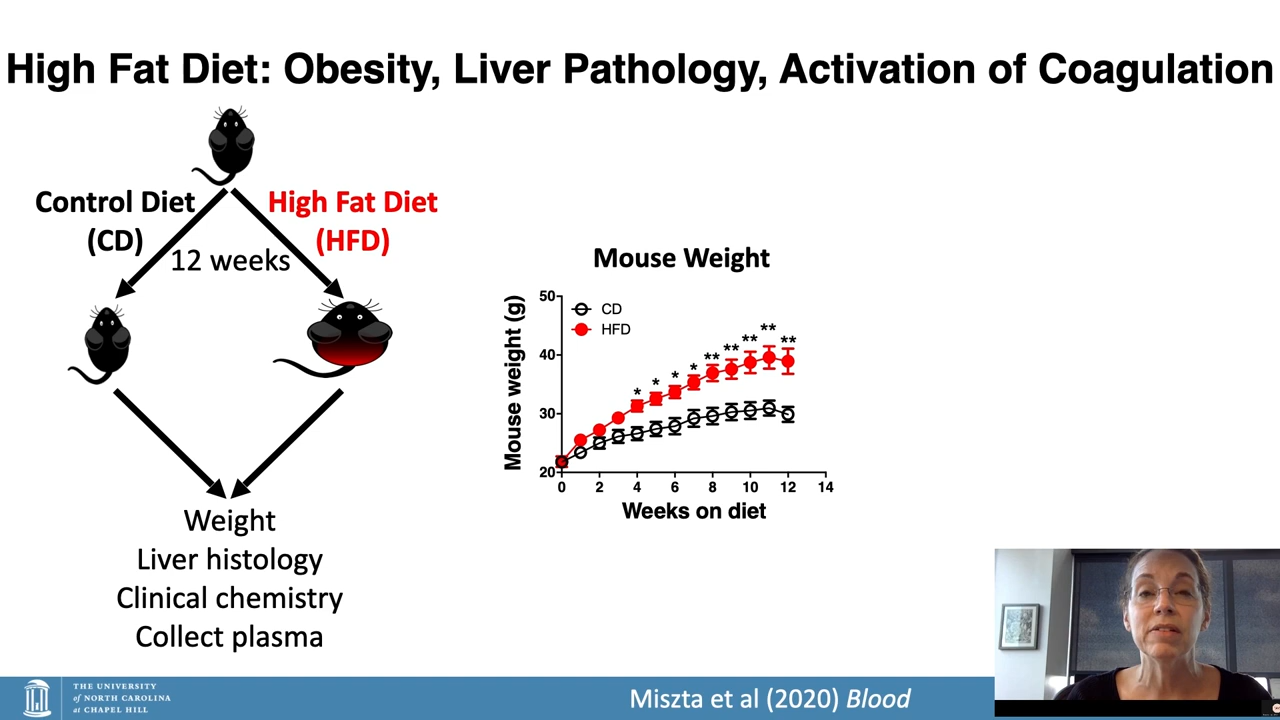 High Fat Diet: Obesity, Liver Pathology, Activation of Coagulation
Control Diet
(CD)
High Fat Diet
(HFD)
12 weeks
Weight
Liver histology
Clinical chemistry
Collect plasma
Mouse Weight
Mouse weight (g)
50
40
30
20
CD
HFD
* * * * ** ** ** ** **
0 2 4 6 8 10 12 14
Weeks on diet
THE UNIVERSITY
of NORTH CAROLINA
at CHAPEL HILL
Miszta et al (2020) Blood